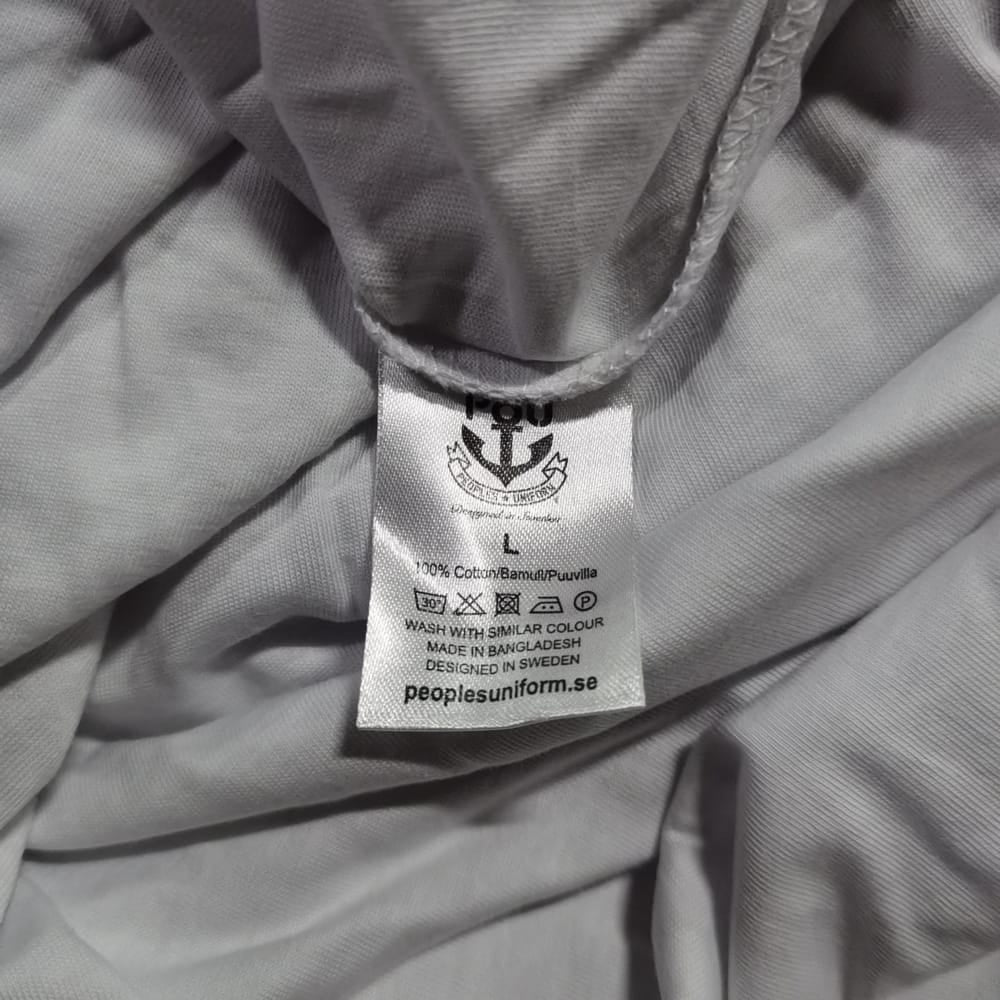 PoU
PEOPLES ★ UNIFORM
Designed in Sweden
L
100% Cotton/Bamull/Puuvilla
30°
P
WASH WITH SIMILAR COLOUR
MADE IN BANGLADESH
DESIGNED IN SWEDEN
peoplesuniform.se